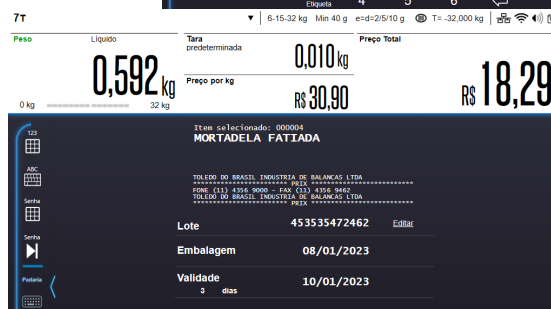 Etiqueta 4 5 6
7T
6-15-32 kg Min 40 g e=d=2/5/10 g T= -32,000 kg
Peso Líquido
0,592 kg
0 kg 32 kg
Tara
predeterminada
0,010 kg
Preço por kg
R$ 30,90
Preço Total
R$ 18,29
123
ABC
Senha
Senha
Padaria
Item selecionado: 000004
MORTADELA FATIADA
TOLEDO DO BRASIL INDUSTRIA DE BALANCAS LTDA
******************* PRIX *******************
FONE (11) 4356 9000 - FAX (11) 4356 9462
TOLEDO DO BRASIL INDUSTRIA DE BALANCAS LTDA
******************* PRIX *******************
Lote 453535472462 Editar
Embalagem 08/01/2023
Validade 10/01/2023
3 dias